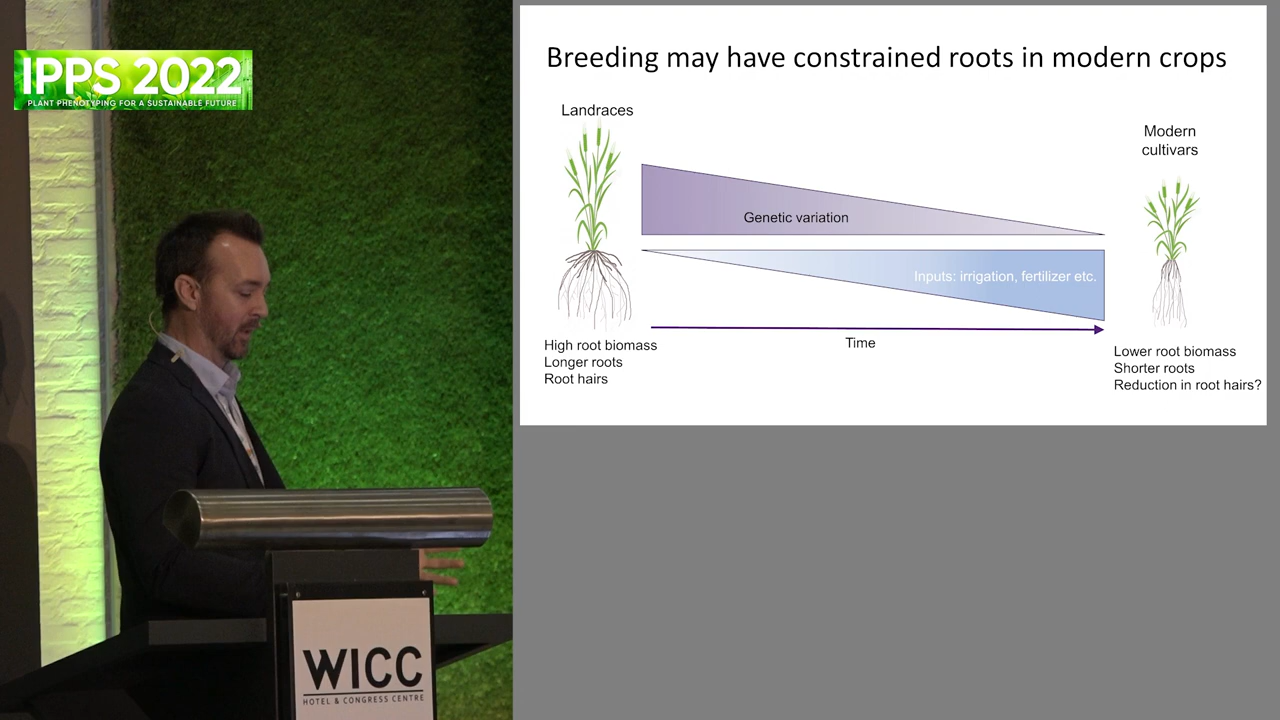 IPPS 2022
PLANT PHENOTYPING FOR A SUSTAINABLE FUTURE
Breeding may have constrained roots in modern crops
Landraces
Modern
cultivars
Genetic variation
Inputs: irrigation, fertilizer etc.
Time
High root biomass
Longer roots
Root hairs
Lower root biomass
Shorter roots
Reduction in root hairs?
WICC
HOTEL & CONGRESS CENTRE